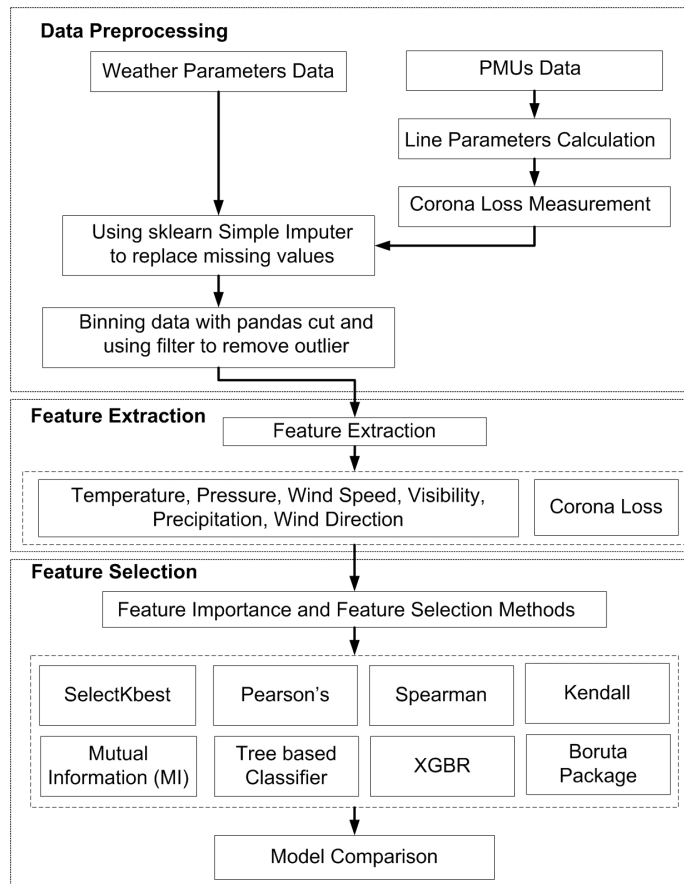 Data Preprocessing
Weather Parameters Data
PMUs Data
Line Parameters Calculation
Corona Loss Measurement
Using sklearn Simple Imputer
to replace missing values
Binning data with pandas cut and
using filter to remove outlier
Feature Extraction
Feature Extraction
Temperature, Pressure, Wind Speed, Visibility,
Precipitation, Wind Direction
Corona Loss
Feature Selection
Feature Importance and Feature Selection Methods
SelectKbest
Pearson's
Spearman
Kendall
Mutual
Information (MI)
Tree based
Classifier
XGBR
Boruta
Package
Model Comparison